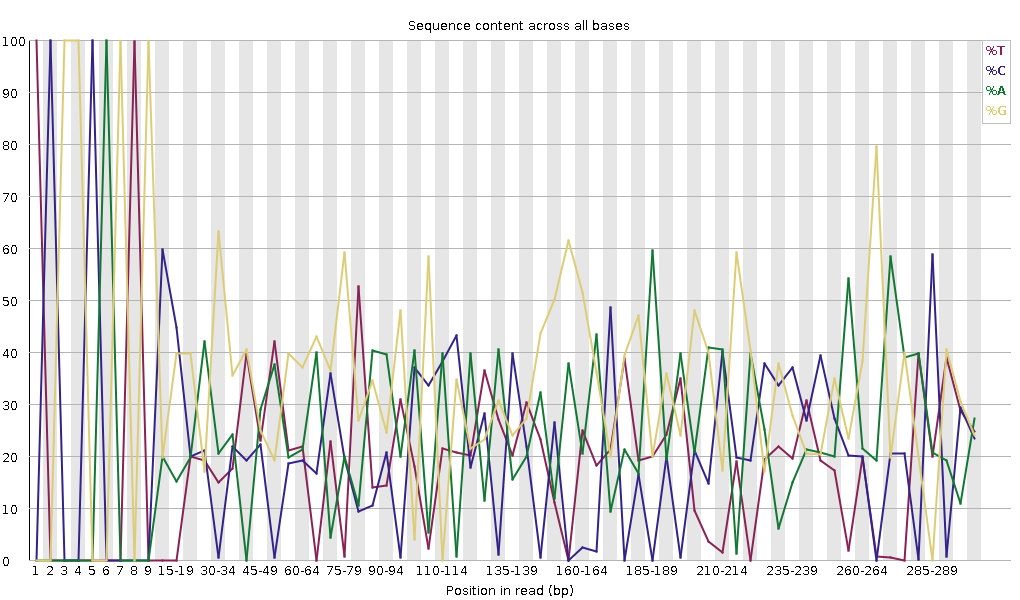 Sequence content across all bases
%T
%C
%A
%G
100
90
80
70
60
50
40
30
20
10
0
1 2 3 4 5 6 7 8 9 15-19 30-34 45-49 60-64 75-79 90-94 110-114 135-139 160-164 185-189 210-214 235-239 260-264 285-289
Position in read (bp)